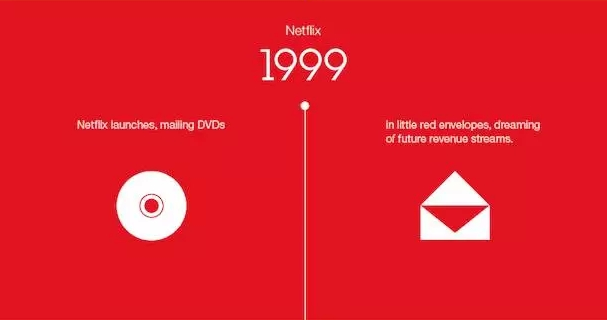 Netflix
1999
Netflix launches, mailing DVDs
in little red envelopes, dreaming
of future revenue streams.